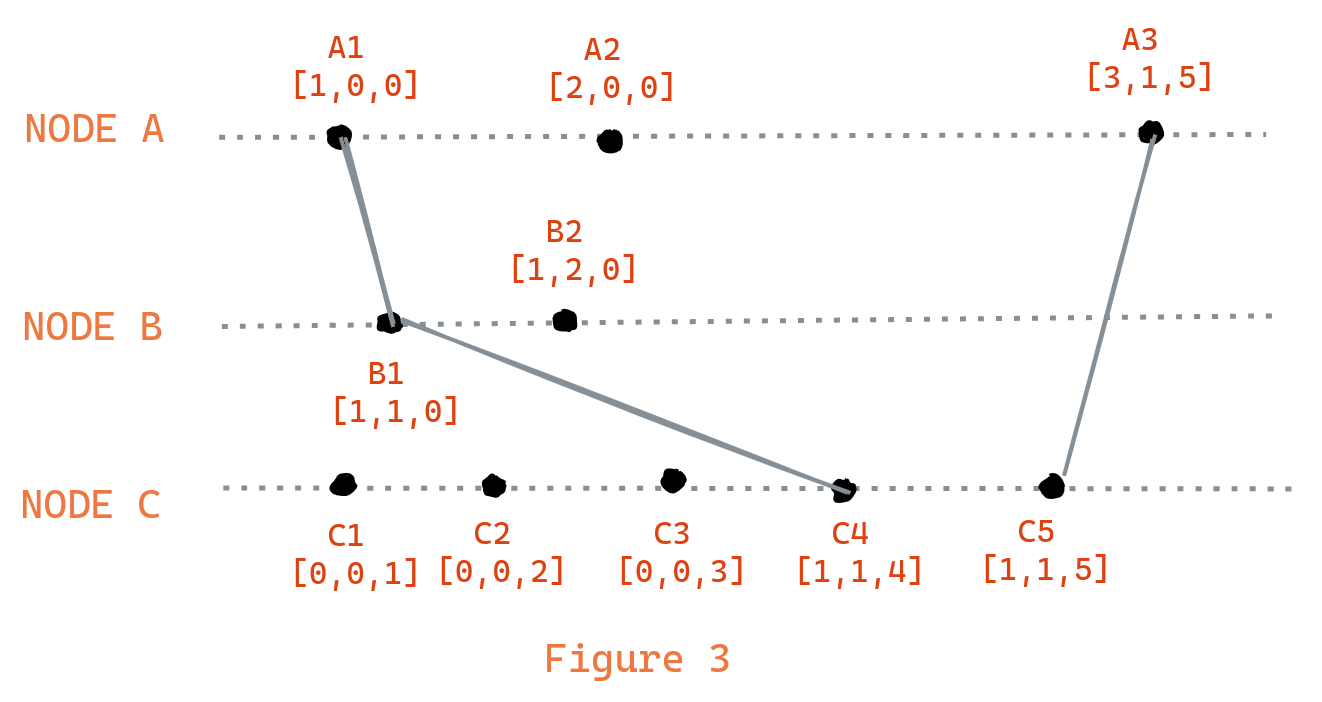 A1
[1,0,0]
A2
[2,0,0]
A3
[3,1,5]
NODE A
B2
[1,2,0]
NODE B
B1
[1,1,0]
NODE C
C1
[0,0,1]
C2
[0,0,2]
C3
[0,0,3]
C4
[1,1,4]
C5
[1,1,5]
Figure 3